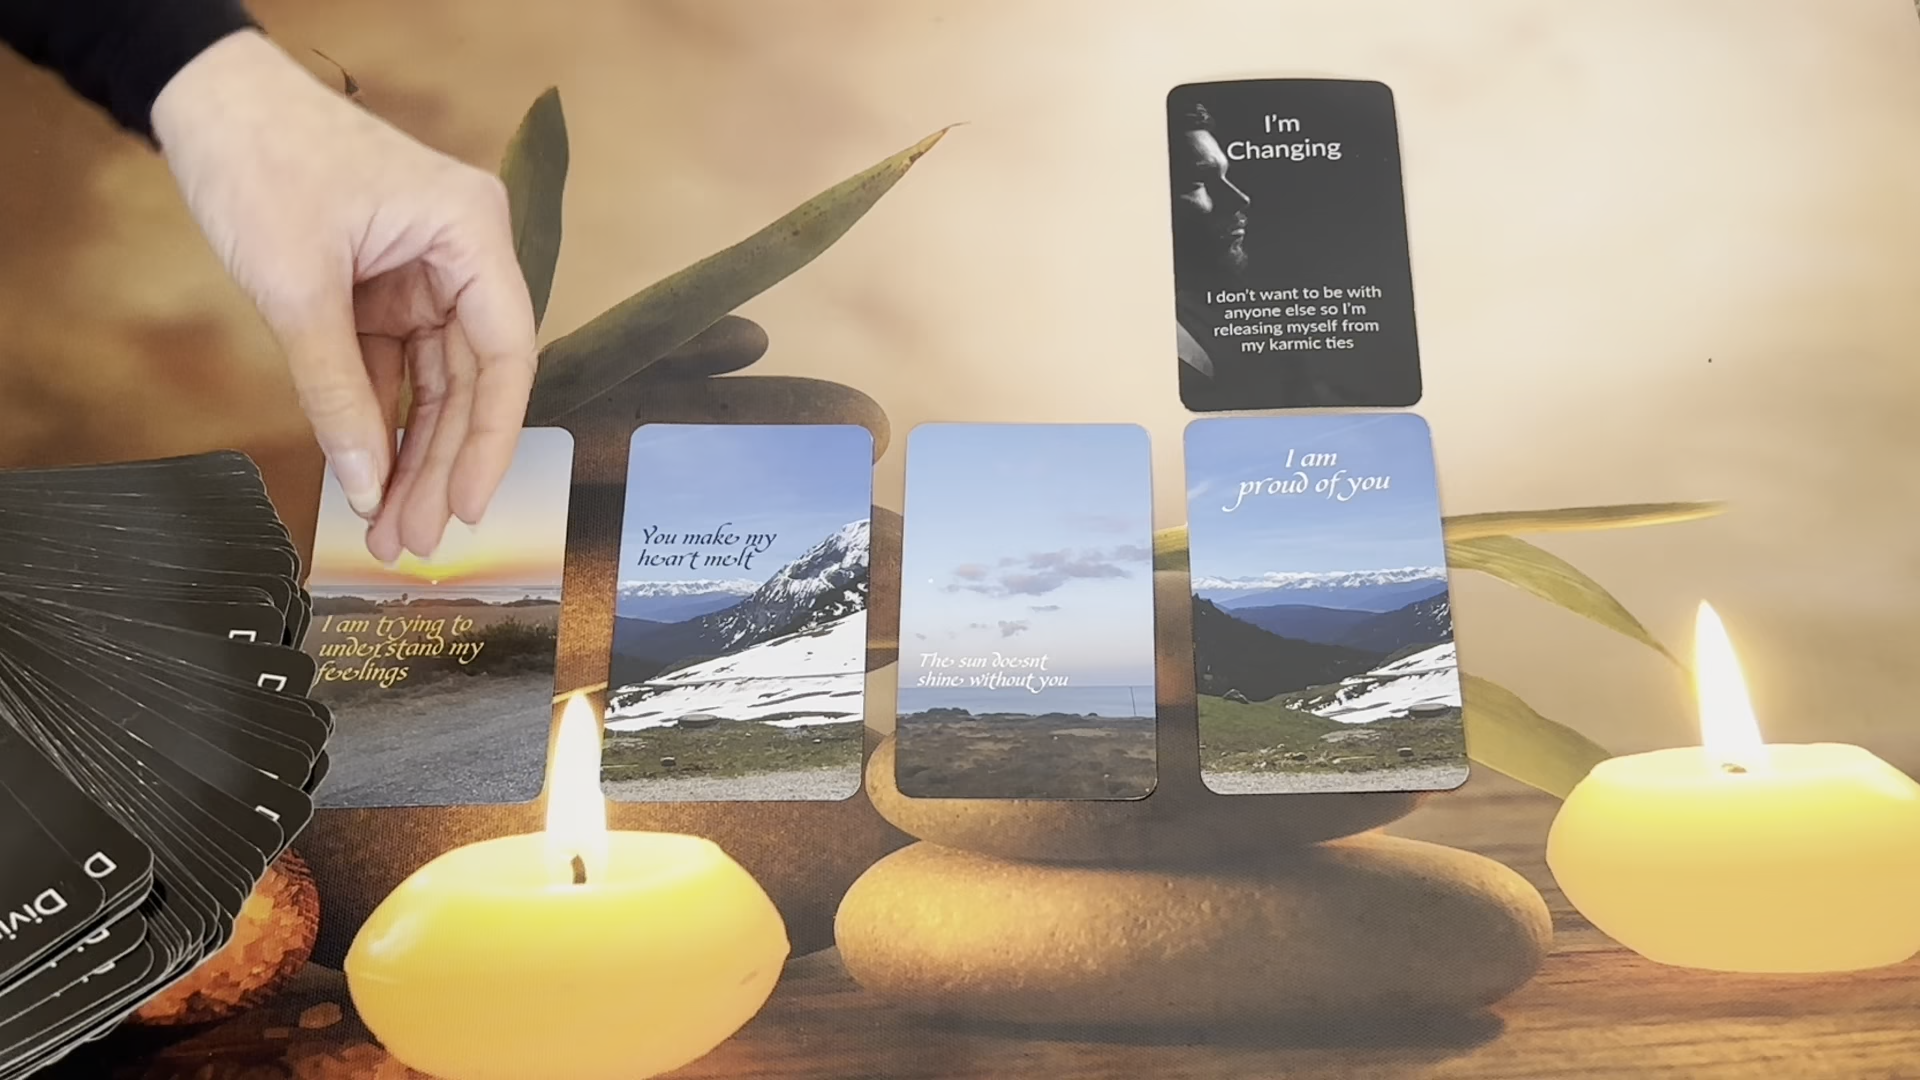 I'm
Changing
I don't want to be with
anyone else so I'm
releasing myself from
my karmic ties
I am trying to
understand my
feelings
You make my
heart melt
The sun doesnt
shine without you
I am
proud of you